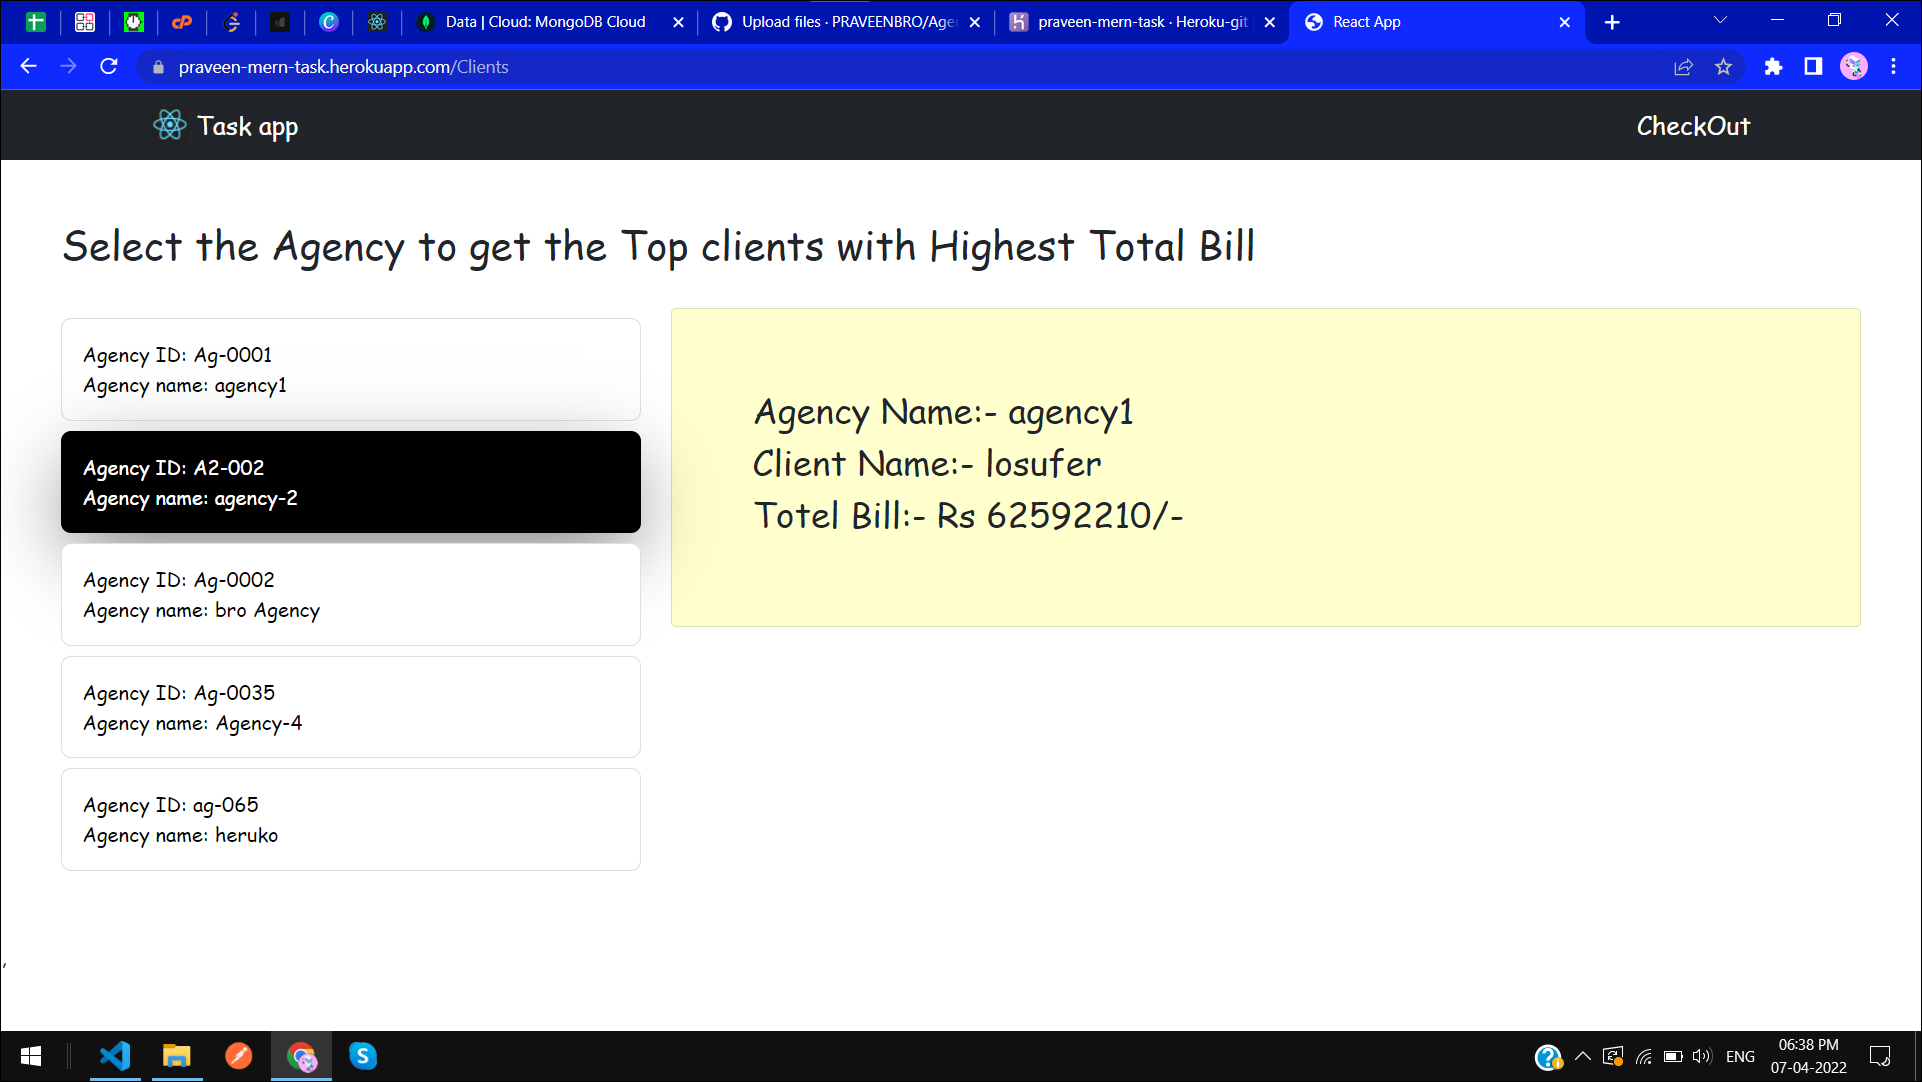 Data | Cloud: MongoDB Cloud
Upload files · PRAVEENBRO/Age
praveen-mern-task · Heroku-git
React App
praveen-mern-task.herokuapp.com/Clients
Task app
CheckOut
Select the Agency to get the Top clients with Highest Total Bill
Agency ID: Ag-0001
Agency name: agency1
Agency ID: A2-002
Agency name: agency-2
Agency ID: Ag-0002
Agency name: bro Agency
Agency ID: Ag-0035
Agency name: Agency-4
Agency ID: ag-065
Agency name: heruko
Agency Name:- agency1
Client Name:- losufer
Totel Bill:- Rs 62592210/-
,
ENG
06:38 PM
07-04-2022